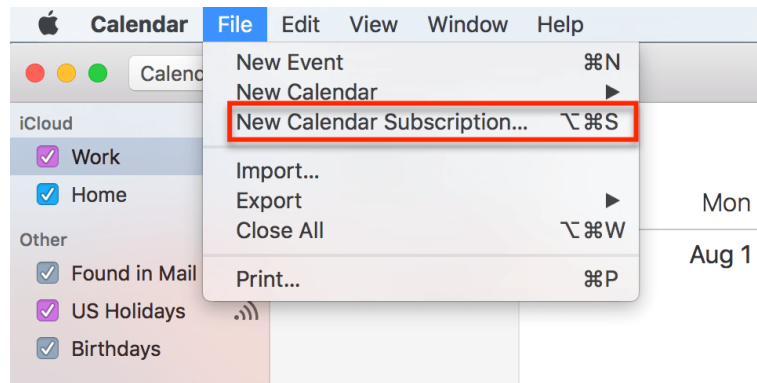 Calendar File Edit View Window Help
Calenc
New Event ⌘N
New Calendar ▶
New Calendar Subscription... ⌥⌘S
Import...
Export ▶
Close All ⌥⌘W
Print... ⌘P
iCloud
Work
Home
Other
Found in Mail
US Holidays
Birthdays
Mon
Aug 1